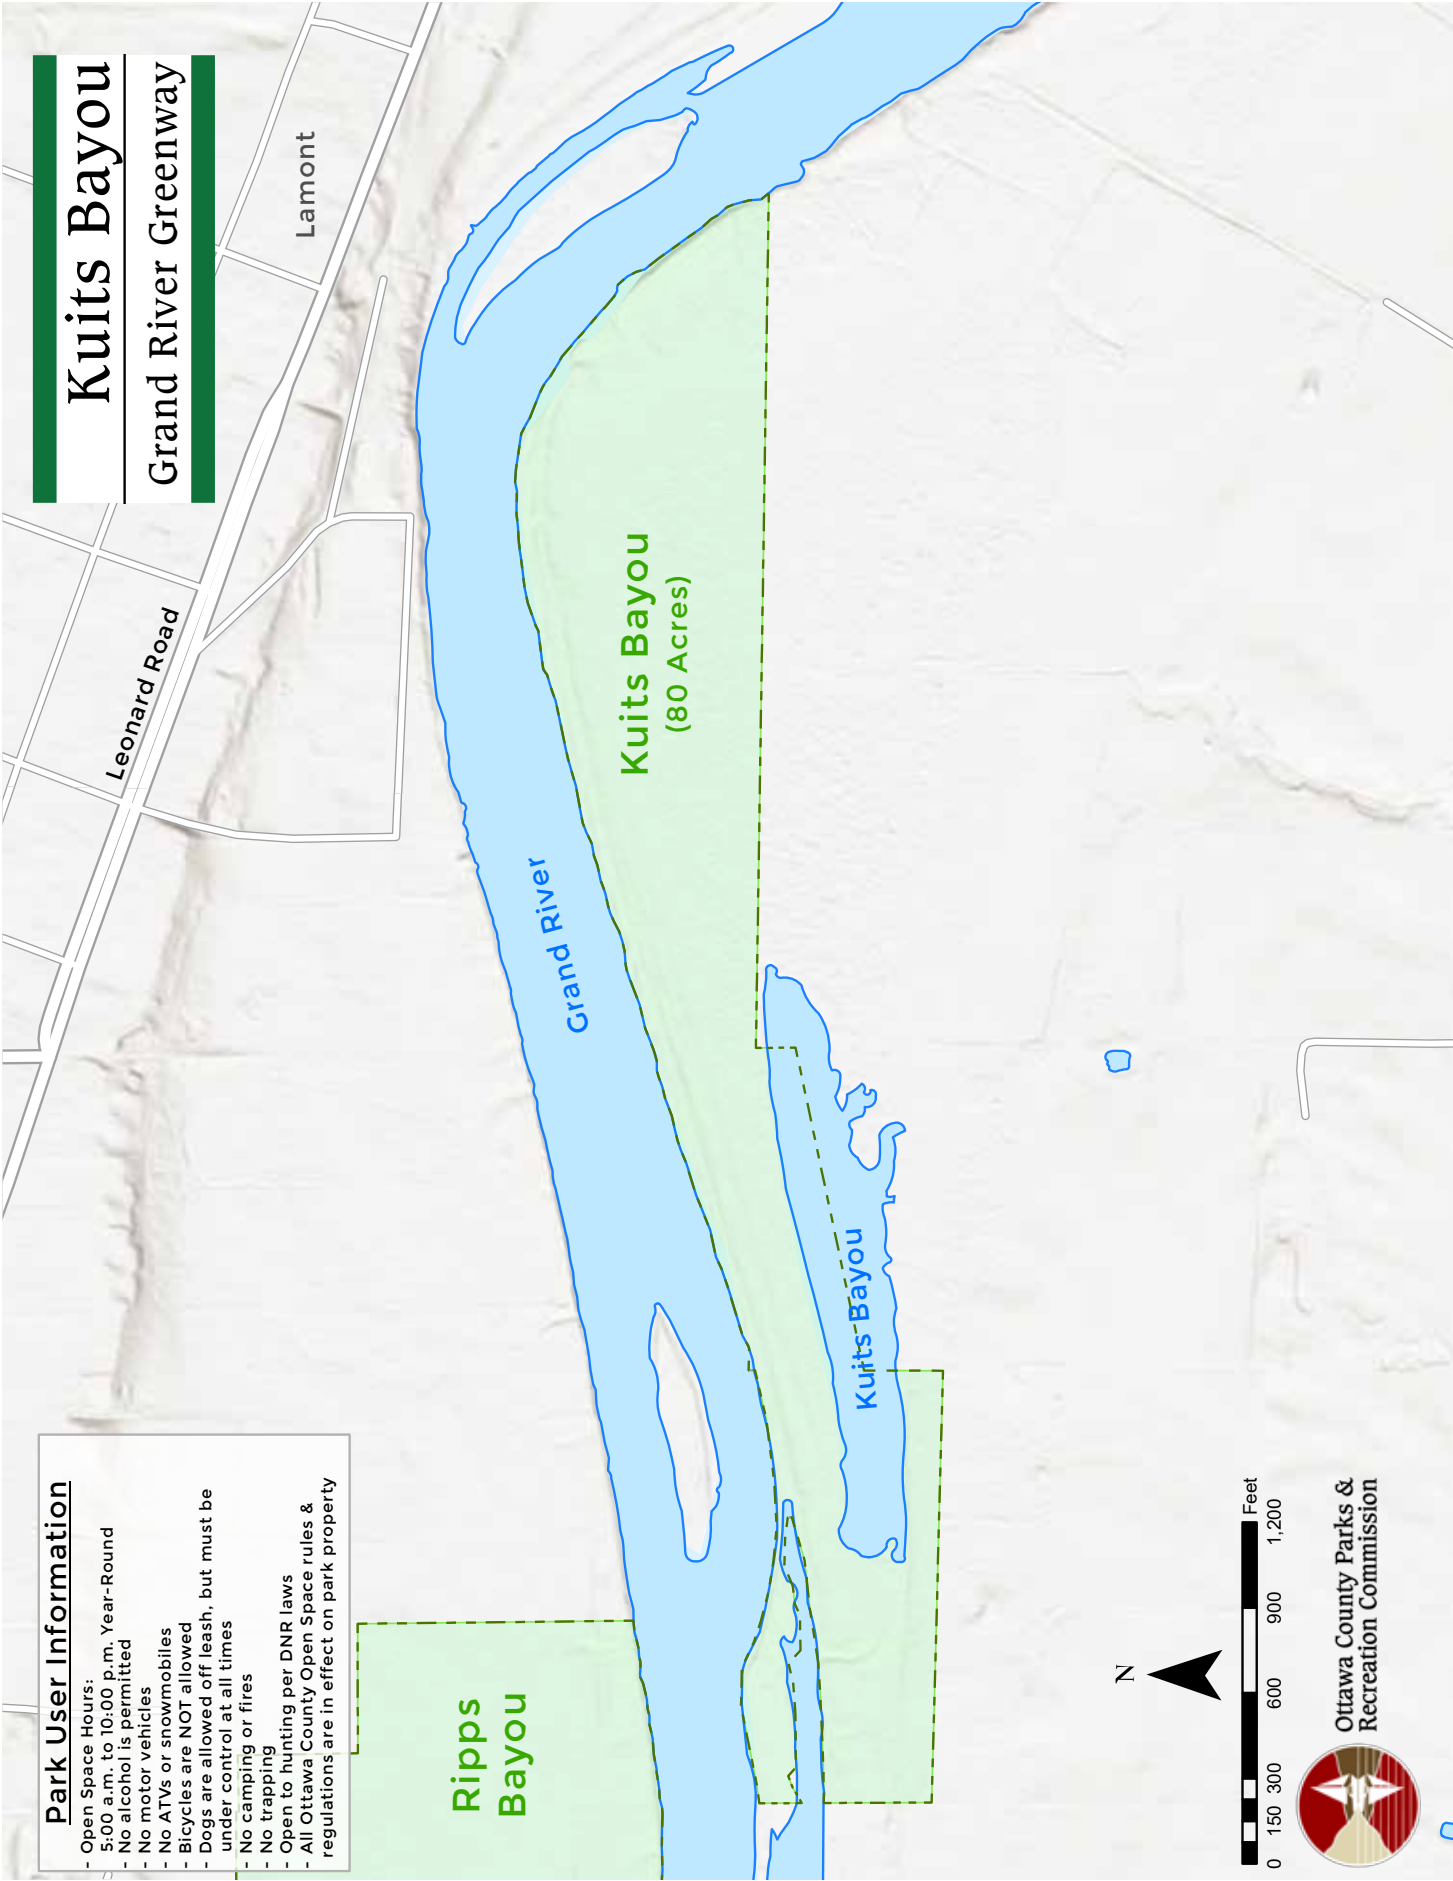 Kuits Bayou
Grand River Greenway
Lamont
Leonard Road
Grand River
Kuits Bayou
(80 Acres)
Kuits Bayou
Ripps
Bayou
Park User Information
- Open Space Hours:
5:00 a.m. to 10:00 p.m. Year-Round
- No alcohol is permitted
- No motor vehicles
- No ATVs or snowmobiles
- Bicycles are NOT allowed
- Dogs are allowed off leash, but must be
under control at all times
- No camping or fires
- No trapping
- Open to hunting per DNR laws
- All Ottawa County Open Space rules &
regulations are in effect on park property
N
Feet
0 150 300 600 900 1,200
Ottawa County Parks &
Recreation Commission